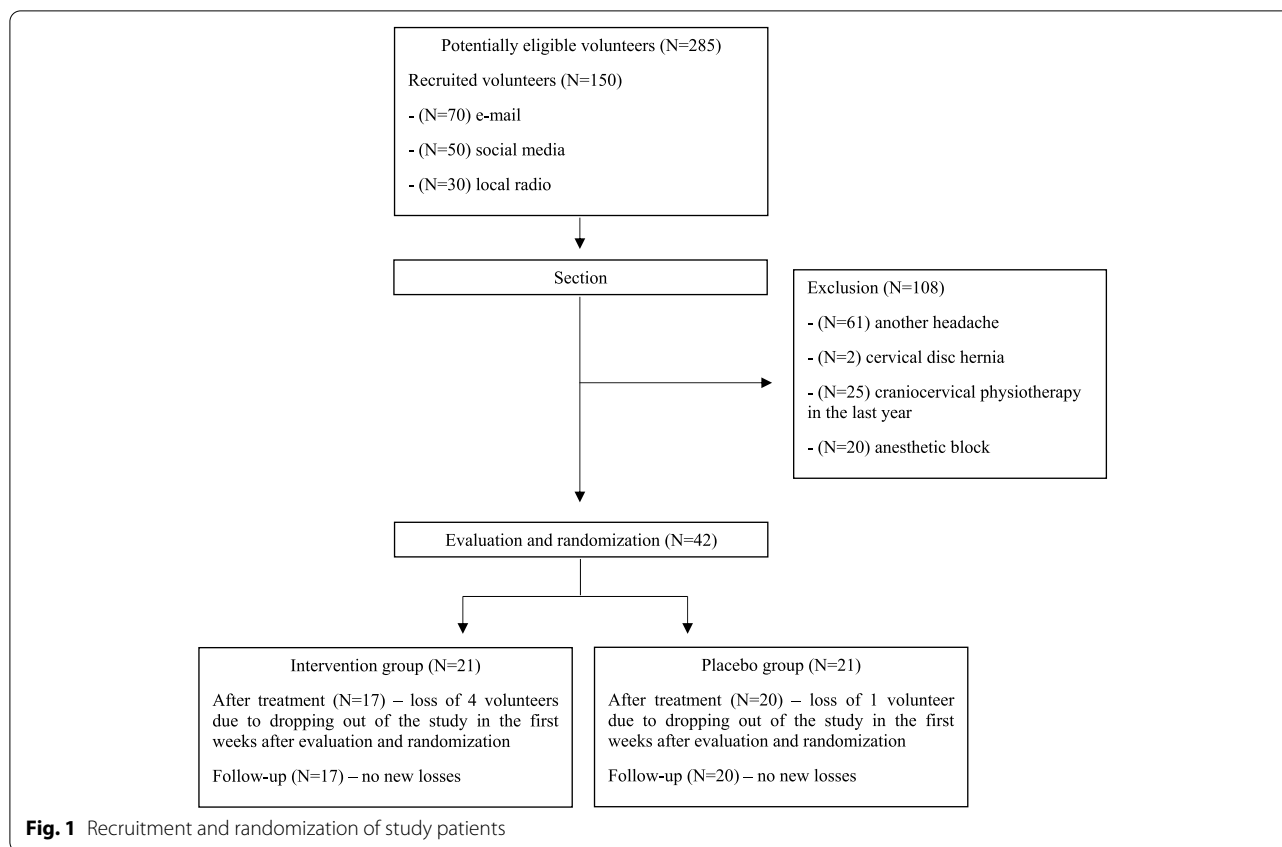 Potentially eligible volunteers (N=285)
Recruited volunteers (N=150)
- (N=70) e-mail
- (N=50) social media
- (N=30) local radio
Section
Exclusion (N=108)
- (N=61) another headache
- (N=2) cervical disc hernia
- (N=25) craniocervical physiotherapy
in the last year
- (N=20) anesthetic block
Evaluation and randomization (N=42)
Intervention group (N=21)
After treatment (N=17) – loss of 4 volunteers
due to dropping out of the study in the first
weeks after evaluation and randomization
Follow-up (N=17) – no new losses
Placebo group (N=21)
After treatment (N=20) – loss of 1 volunteer
due to dropping out of the study in the first
weeks after evaluation and randomization
Follow-up (N=20) – no new losses
Fig. 1 Recruitment and randomization of study patients